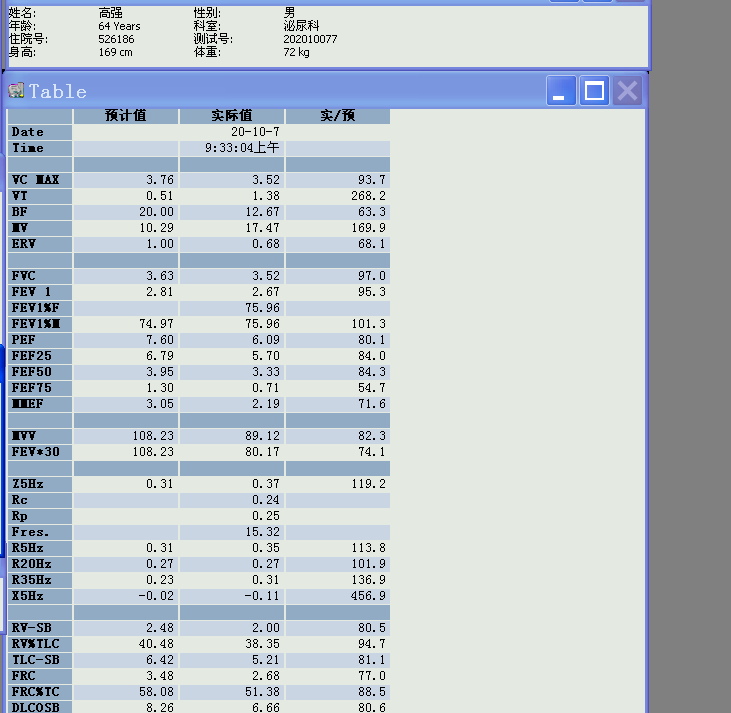 姓名: 高强 性别: 男
年龄: 64 Years 科室: 泌尿科
住院号: 526186 测试号: 202010077
身高: 169 cm 体重: 72 kg
Table
预计值 实际值 实/预
Date 20-10-7
Time 9:33:04上午
VC MAX 3.76 3.52 93.7
VT 0.51 1.38 268.2
BF 20.00 12.67 63.3
MV 10.29 17.47 169.9
ERV 1.00 0.68 68.1
FVC 3.63 3.52 97.0
FEV 1 2.81 2.67 95.3
FEV1%F 75.96
FEV1%M 74.97 75.96 101.3
PEF 7.60 6.09 80.1
FEF25 6.79 5.70 84.0
FEF50 3.95 3.33 84.3
FEF75 1.30 0.71 54.7
MMEF 3.05 2.19 71.6
MVV 108.23 89.12 82.3
FEV*30 108.23 80.17 74.1
Z5Hz 0.31 0.37 119.2
Rc 0.24
Rp 0.25
Fres. 15.32
R5Hz 0.31 0.35 113.8
R20Hz 0.27 0.27 101.9
R35Hz 0.23 0.31 136.9
X5Hz -0.02 -0.11 456.9
RV-SB 2.48 2.00 80.5
RV%TLC 40.48 38.35 94.7
TLC-SB 6.42 5.21 81.1
FRC 3.48 2.68 77.0
FRC%TC 58.08 51.38 88.5
DLCOSB 8.26 6.66 80.6